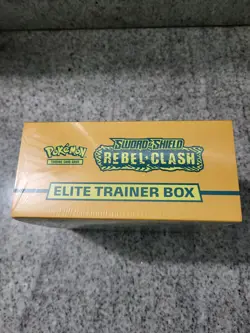 Pokémon
TRADING CARD GAME
SWORD & SHIELD
REBEL CLASH
ELITE TRAINER BOX